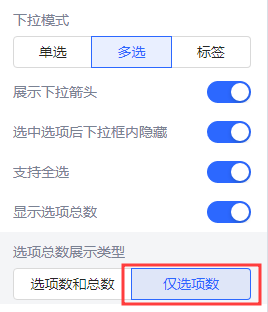 下拉模式
单选 多选 标签
展示下拉箭头
选中选项后下拉框内隐藏
支持全选
显示选项总数
选项总数展示类型
选项数和总数 仅选项数